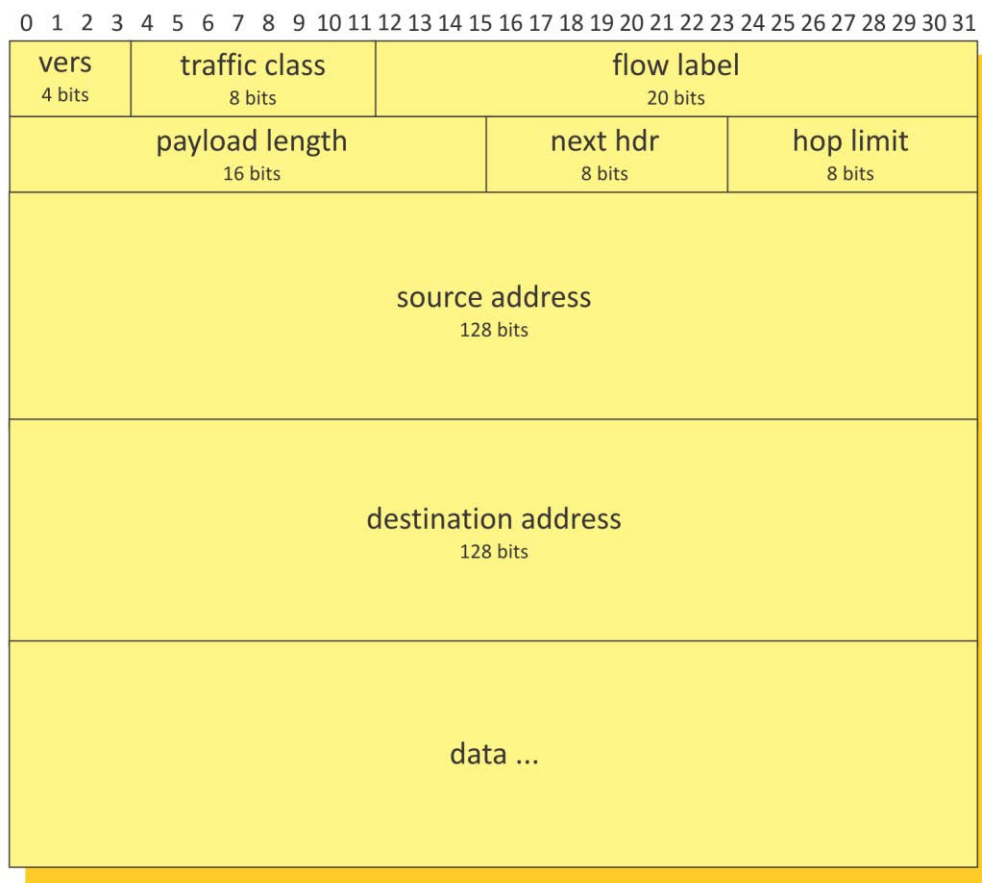 0 1 2 3 4 5 6 7 8 9 10 11 12 13 14 15 16 17 18 19 20 21 22 23 24 25 26 27 28 29 30 31
vers traffic class flow label
4 bits 8 bits 20 bits
payload length next hdr hop limit
16 bits 8 bits 8 bits
source address
128 bits
destination address
128 bits
data ...